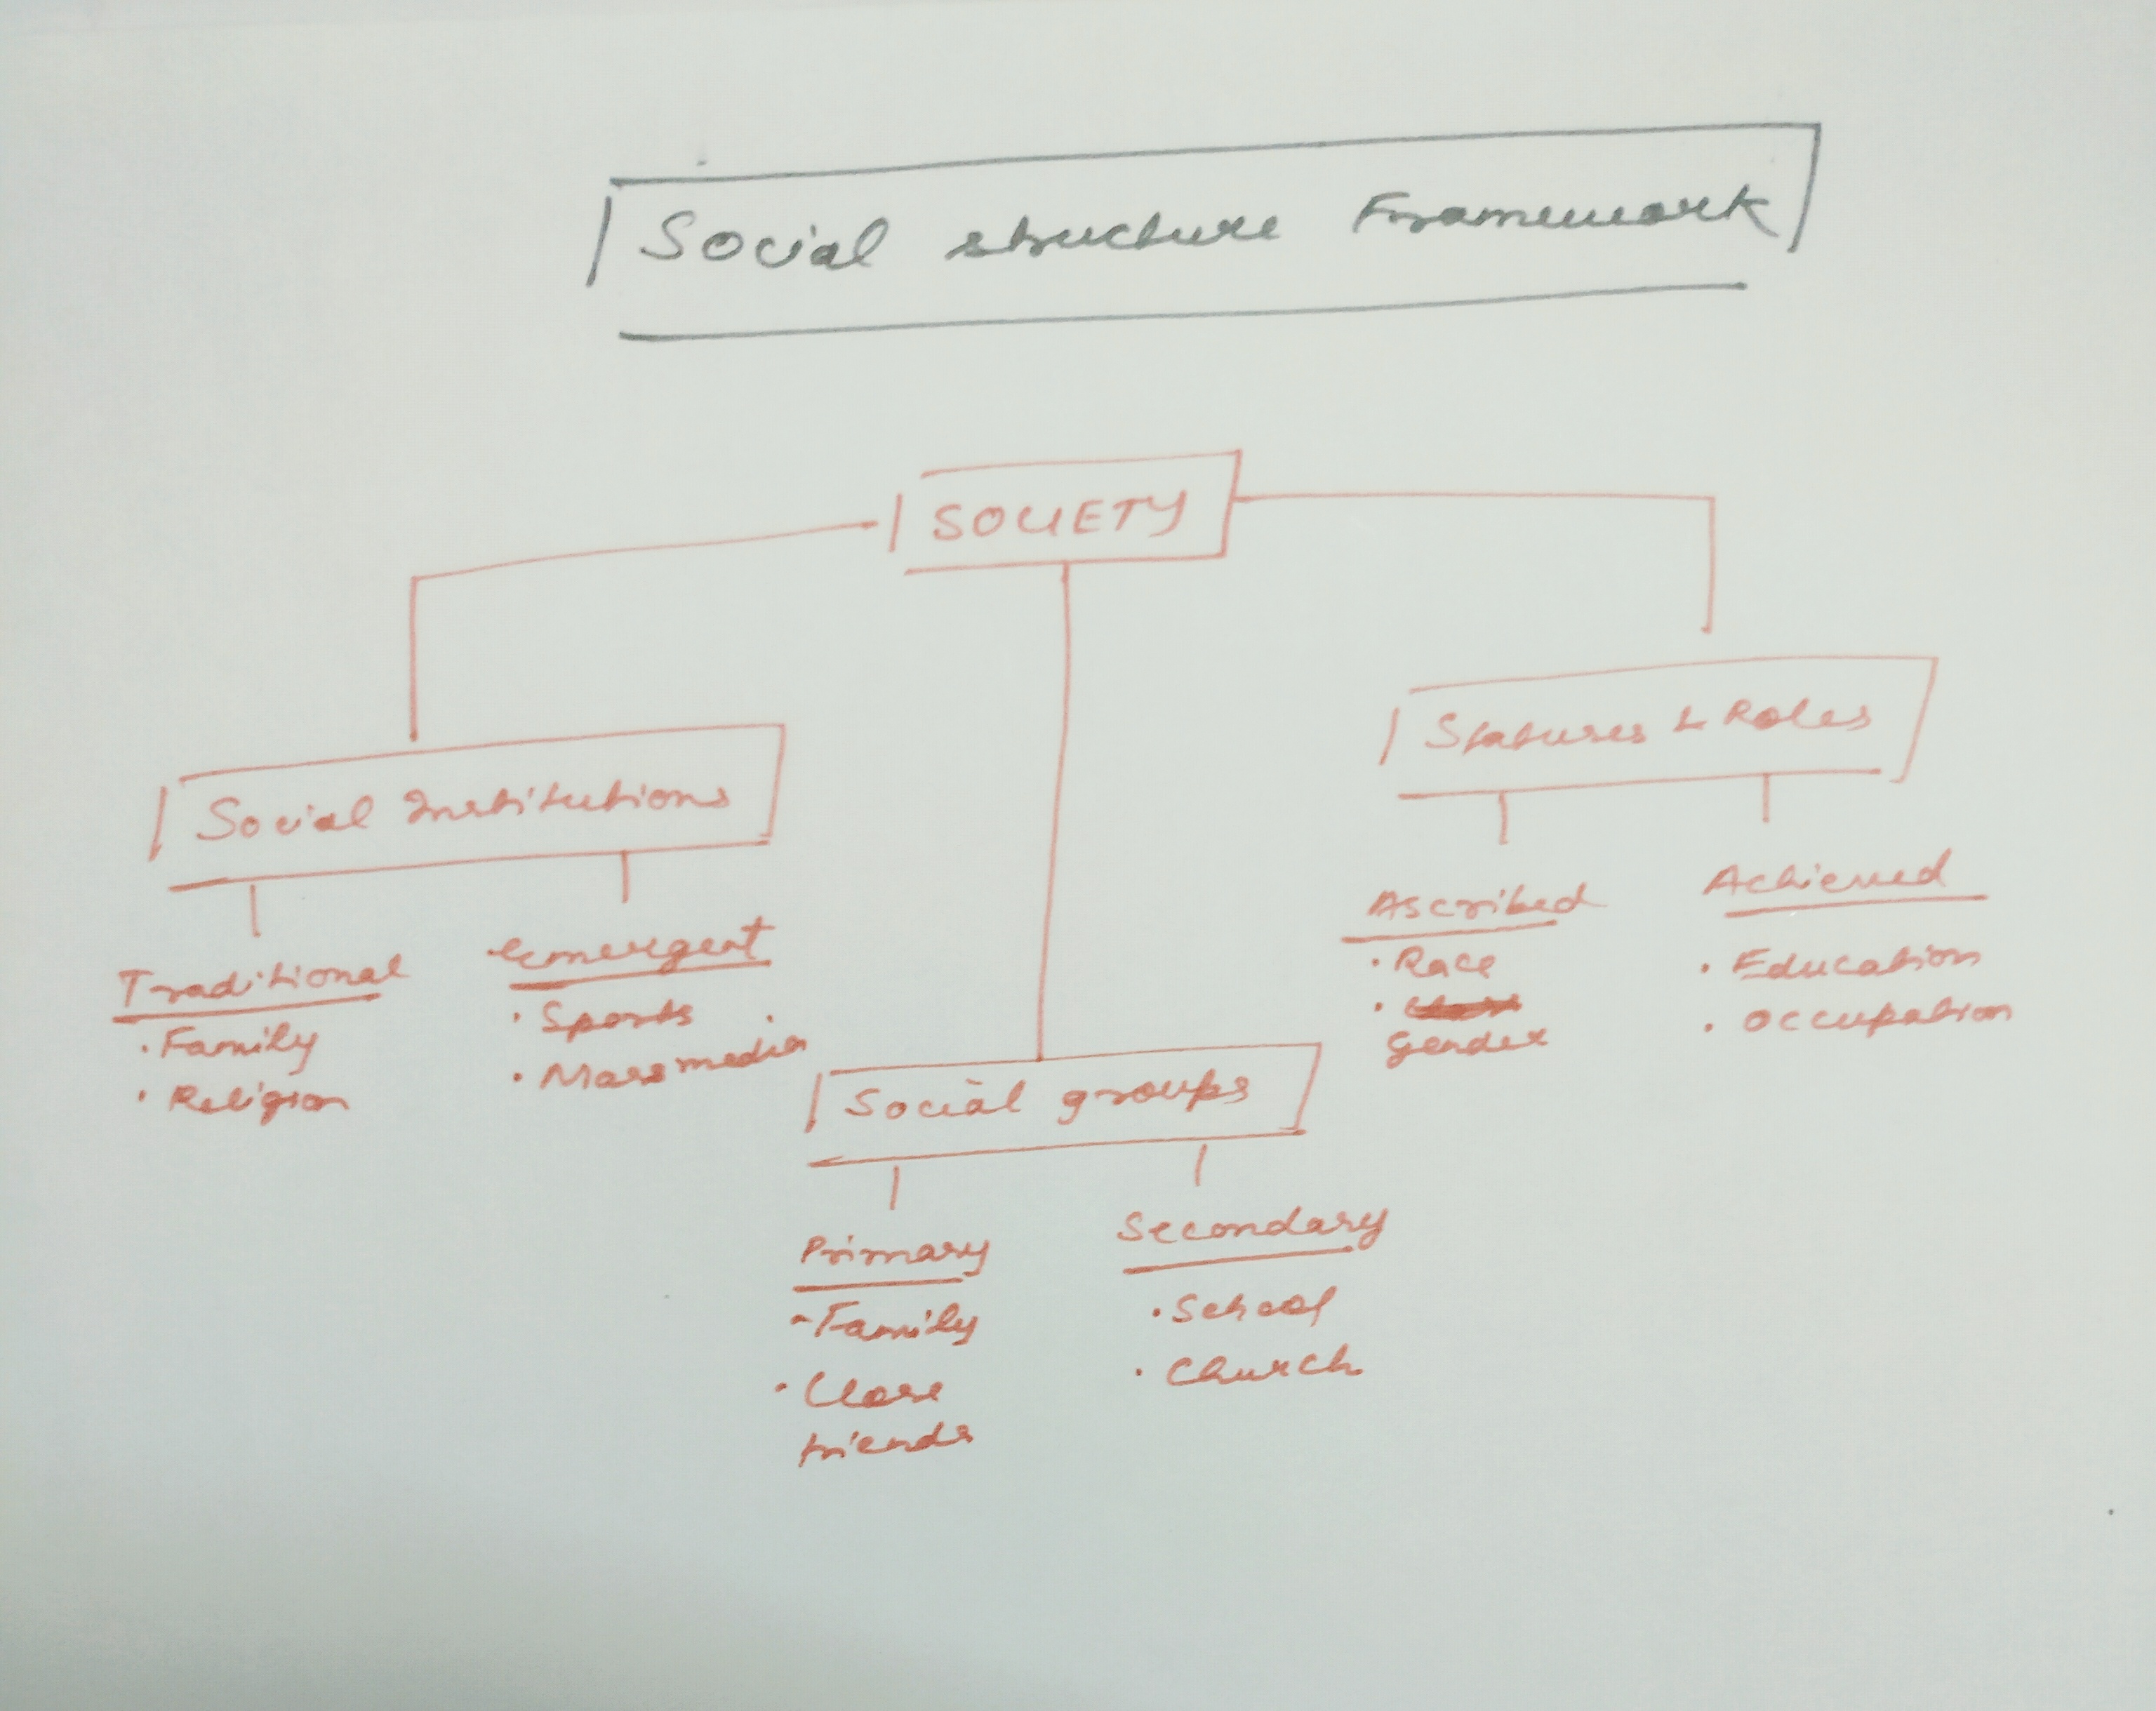 Social structure Framework
SOCIETY
Social Institutions
Traditional
· Family
· Religion
Emergent
· Sports
· Mass media
Social groups
Primary
- Family
· Close
friends
Secondary
· School
· Church
Statuses & Roles
Ascribed
· Race
·
Gender
Achieved
· Education
· Occupation